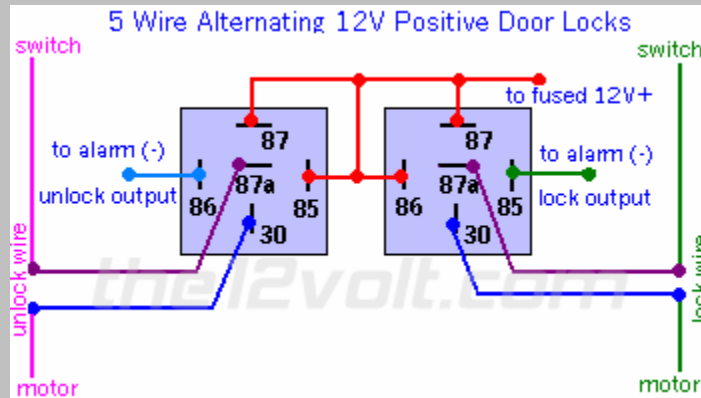 5 Wire Alternating 12V Positive Door Locks
switch
switch
to fused 12V+
87
87
to alarm (-)
unlock output
86
87a
85
30
86
87a
85
30
to alarm (-)
lock output
unlock wire
lock wire
the12volt.com
motor
motor